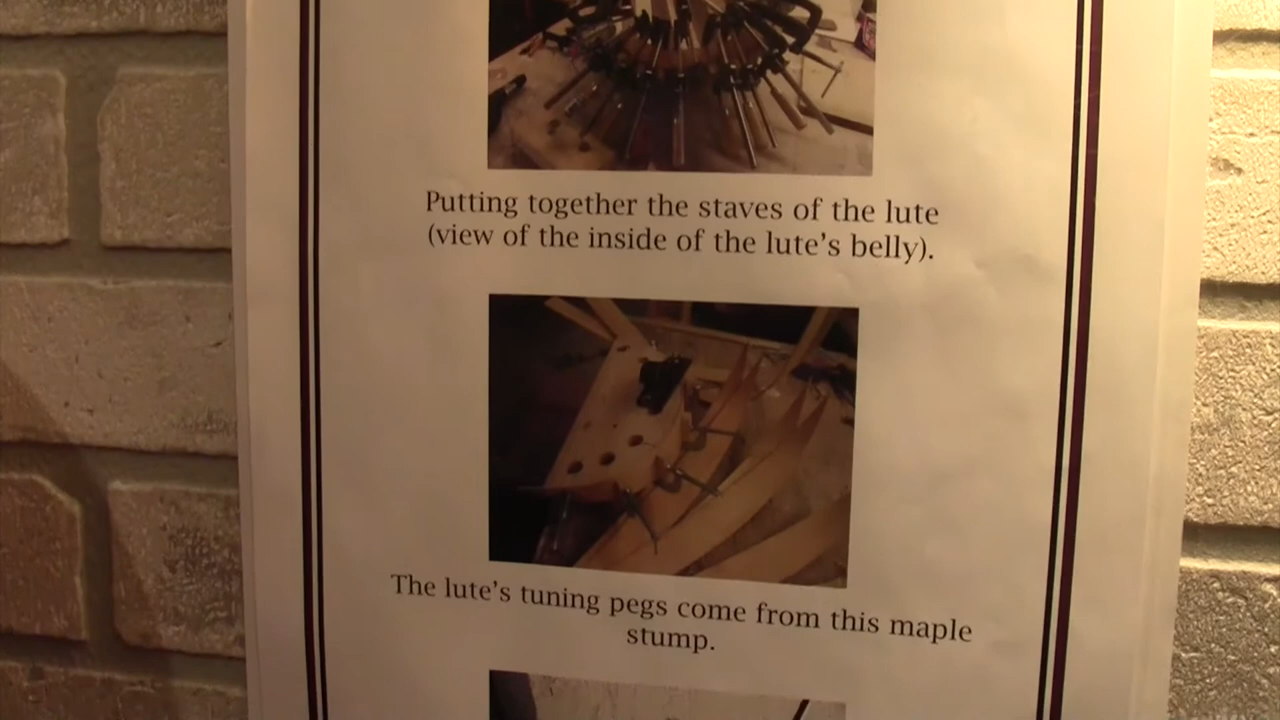 Putting together the staves of the lute
(view of the inside of the lute's belly).
The lute's tuning pegs come from this maple
stump.